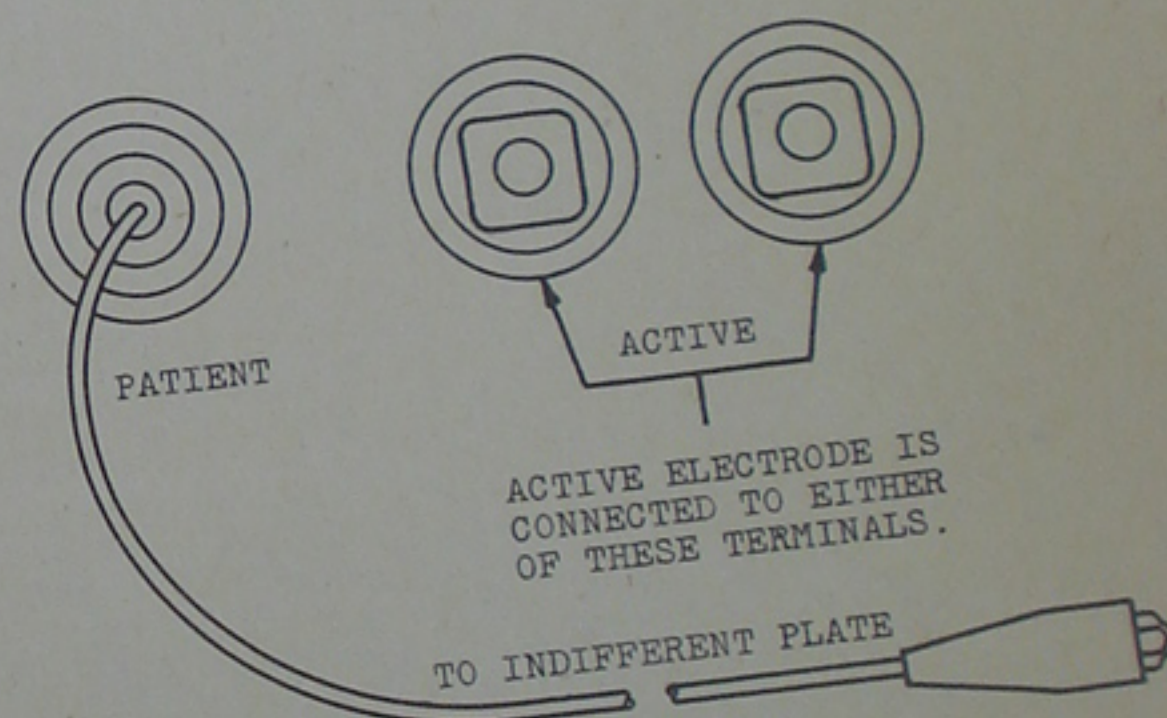 PATIENT
ACTIVE
ACTIVE ELECTRODE IS
CONNECTED TO EITHER
OF THESE TERMINALS.
TO INDIFFERENT PLATE